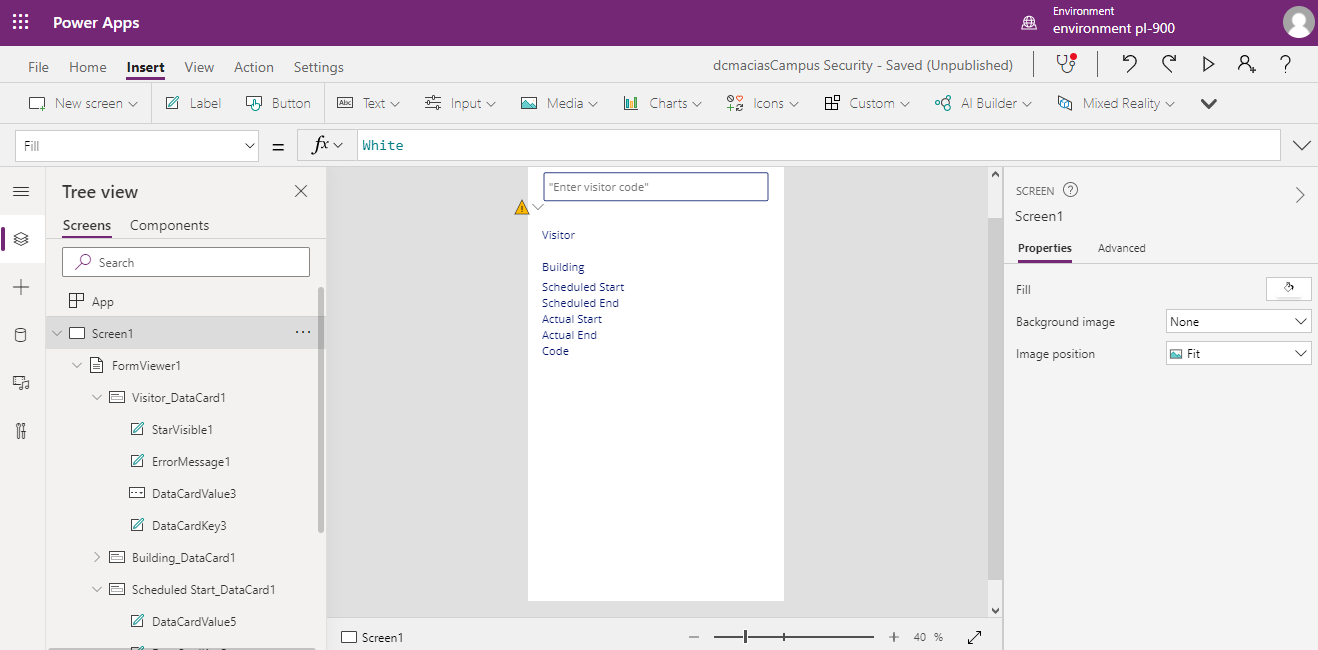 Power Apps
Environment
environment pl-900
File Home Insert View Action Settings
dcmaciasCampus Security - Saved (Unpublished)
New screen Label Button Text Input Media Charts Icons Custom AI Builder Mixed Reality
Abc
Fill = fx White
Tree view
Screens Components
Search
App
Screen1
FormViewer1
Visitor_DataCard1
StarVisible1
ErrorMessage1
DataCardValue3
DataCardKey3
Building_DataCard1
Scheduled Start_DataCard1
DataCardValue5
"Enter visitor code"
Visitor
Building
Scheduled Start
Scheduled End
Actual Start
Actual End
Code
Screen1
40 %
SCREEN
Screen1
Properties Advanced
Fill
Background image None
Image position Fit